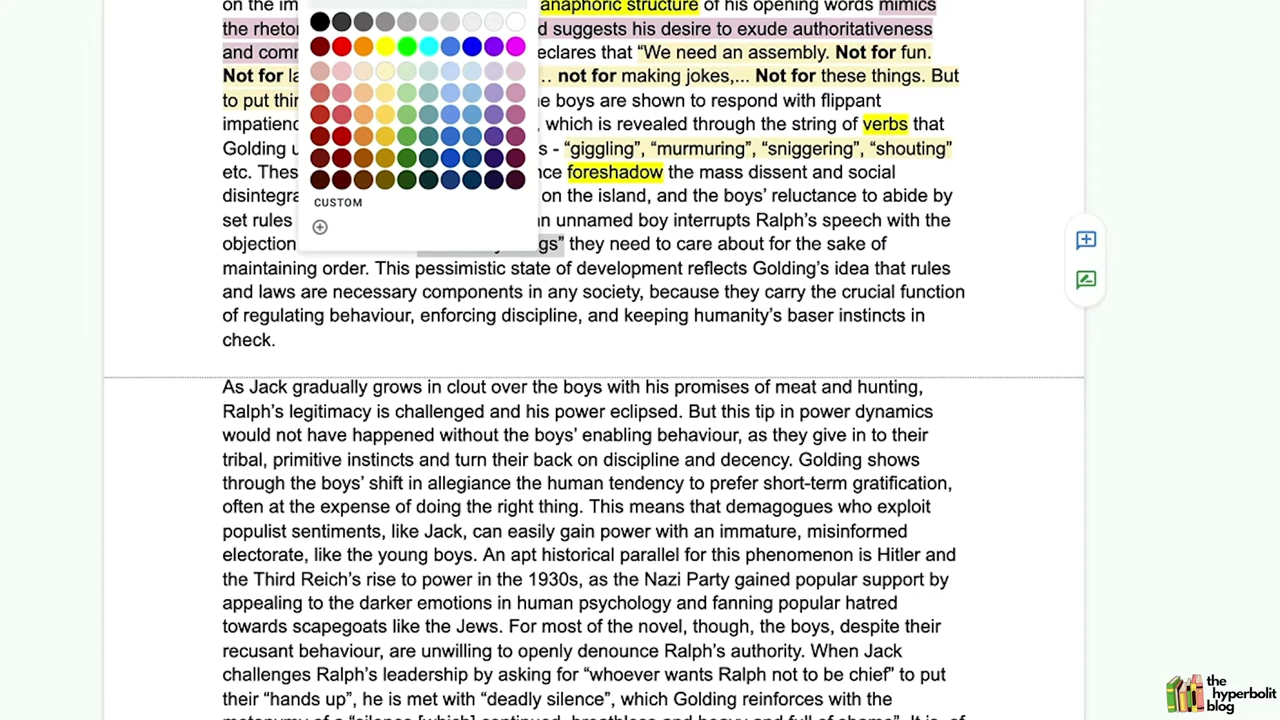 on the im anaphoric structure of his opening words mimics
the rhetor d suggests his desire to exude authoritativeness
and comm eclares that “We need an assembly. Not for fun.
Not for la .. not for making jokes,... Not for these things. But
to put thin e boys are shown to respond with flippant
impatienc , which is revealed through the string of verbs that
Golding u s - “giggling”, “murmuring”, “sniggering”, “shouting”
etc. Thes nce foreshadow the mass dissent and social
disintegra on the island, and the boys’ reluctance to abide by
set rules n unnamed boy interrupts Ralph’s speech with the
objection gs” they need to care about for the sake of
maintaining order. This pessimistic state of development reflects Golding’s idea that rules
and laws are necessary components in any society, because they carry the crucial function
of regulating behaviour, enforcing discipline, and keeping humanity’s baser instincts in
check.
CUSTOM
As Jack gradually grows in clout over the boys with his promises of meat and hunting,
Ralph’s legitimacy is challenged and his power eclipsed. But this tip in power dynamics
would not have happened without the boys’ enabling behaviour, as they give in to their
tribal, primitive instincts and turn their back on discipline and decency. Golding shows
through the boys’ shift in allegiance the human tendency to prefer short-term gratification,
often at the expense of doing the right thing. This means that demagogues who exploit
populist sentiments, like Jack, can easily gain power with an immature, misinformed
electorate, like the young boys. An apt historical parallel for this phenomenon is Hitler and
the Third Reich’s rise to power in the 1930s, as the Nazi Party gained popular support by
appealing to the darker emotions in human psychology and fanning popular hatred
towards scapegoats like the Jews. For most of the novel, though, the boys, despite their
recusant behaviour, are unwilling to openly denounce Ralph’s authority. When Jack
challenges Ralph’s leadership by asking for “whoever wants Ralph not to be chief” to put
their “hands up”, he is met with “deadly silence”, which Golding reinforces with the
metonymy of a “silence [which] continued, breathless and heavy and full of shame”. It is, of
the
hyperbolit
blog